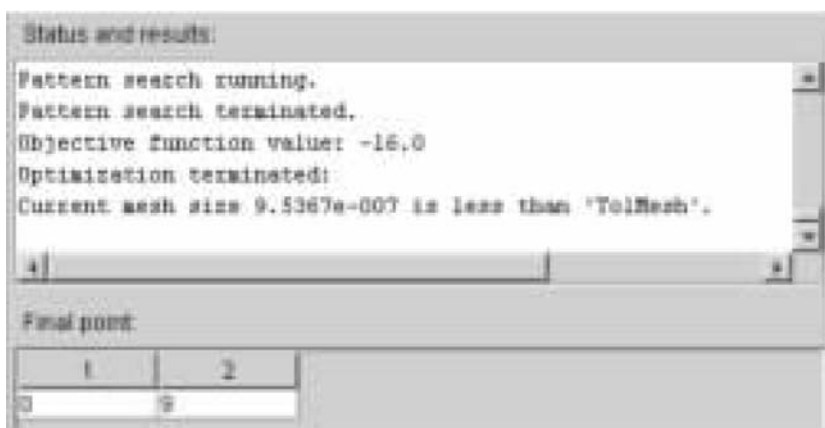 Status and results:
Pattern search running.
Pattern search terminated.
Objective function value: -16.0
Optimization terminated:
Current mesh size 9.5367e-007 is less than 'TolMesh'.
Final point:
1 2
9